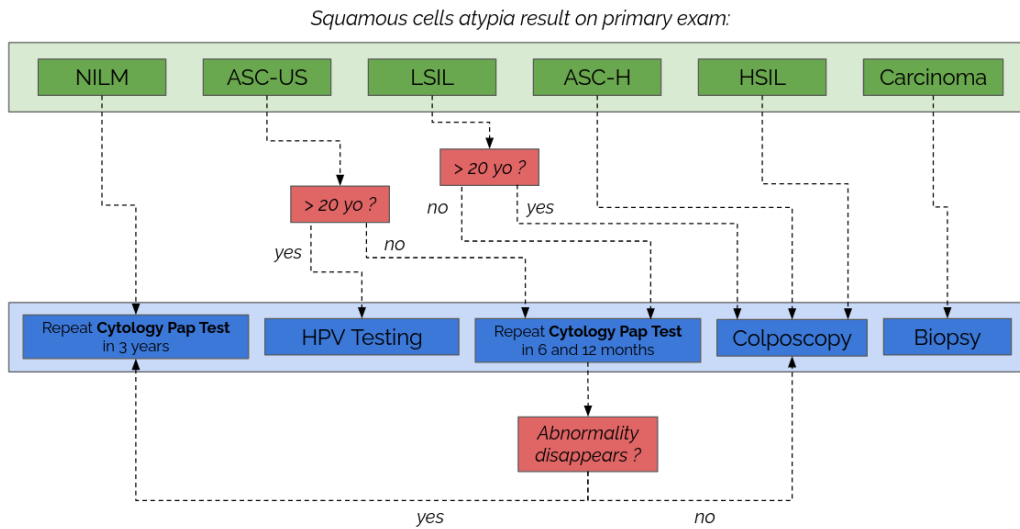 Squamous cells atypia result on primary exam:
NILM
ASC-US
LSIL
ASC-H
HSIL
Carcinoma
> 20 yo ?
> 20 yo ?
no
yes
yes
no
Repeat Cytology Pap Test
in 3 years
HPV Testing
Repeat Cytology Pap Test
in 6 and 12 months
Colposcopy
Biopsy
Abnormality
disappears ?
yes
no